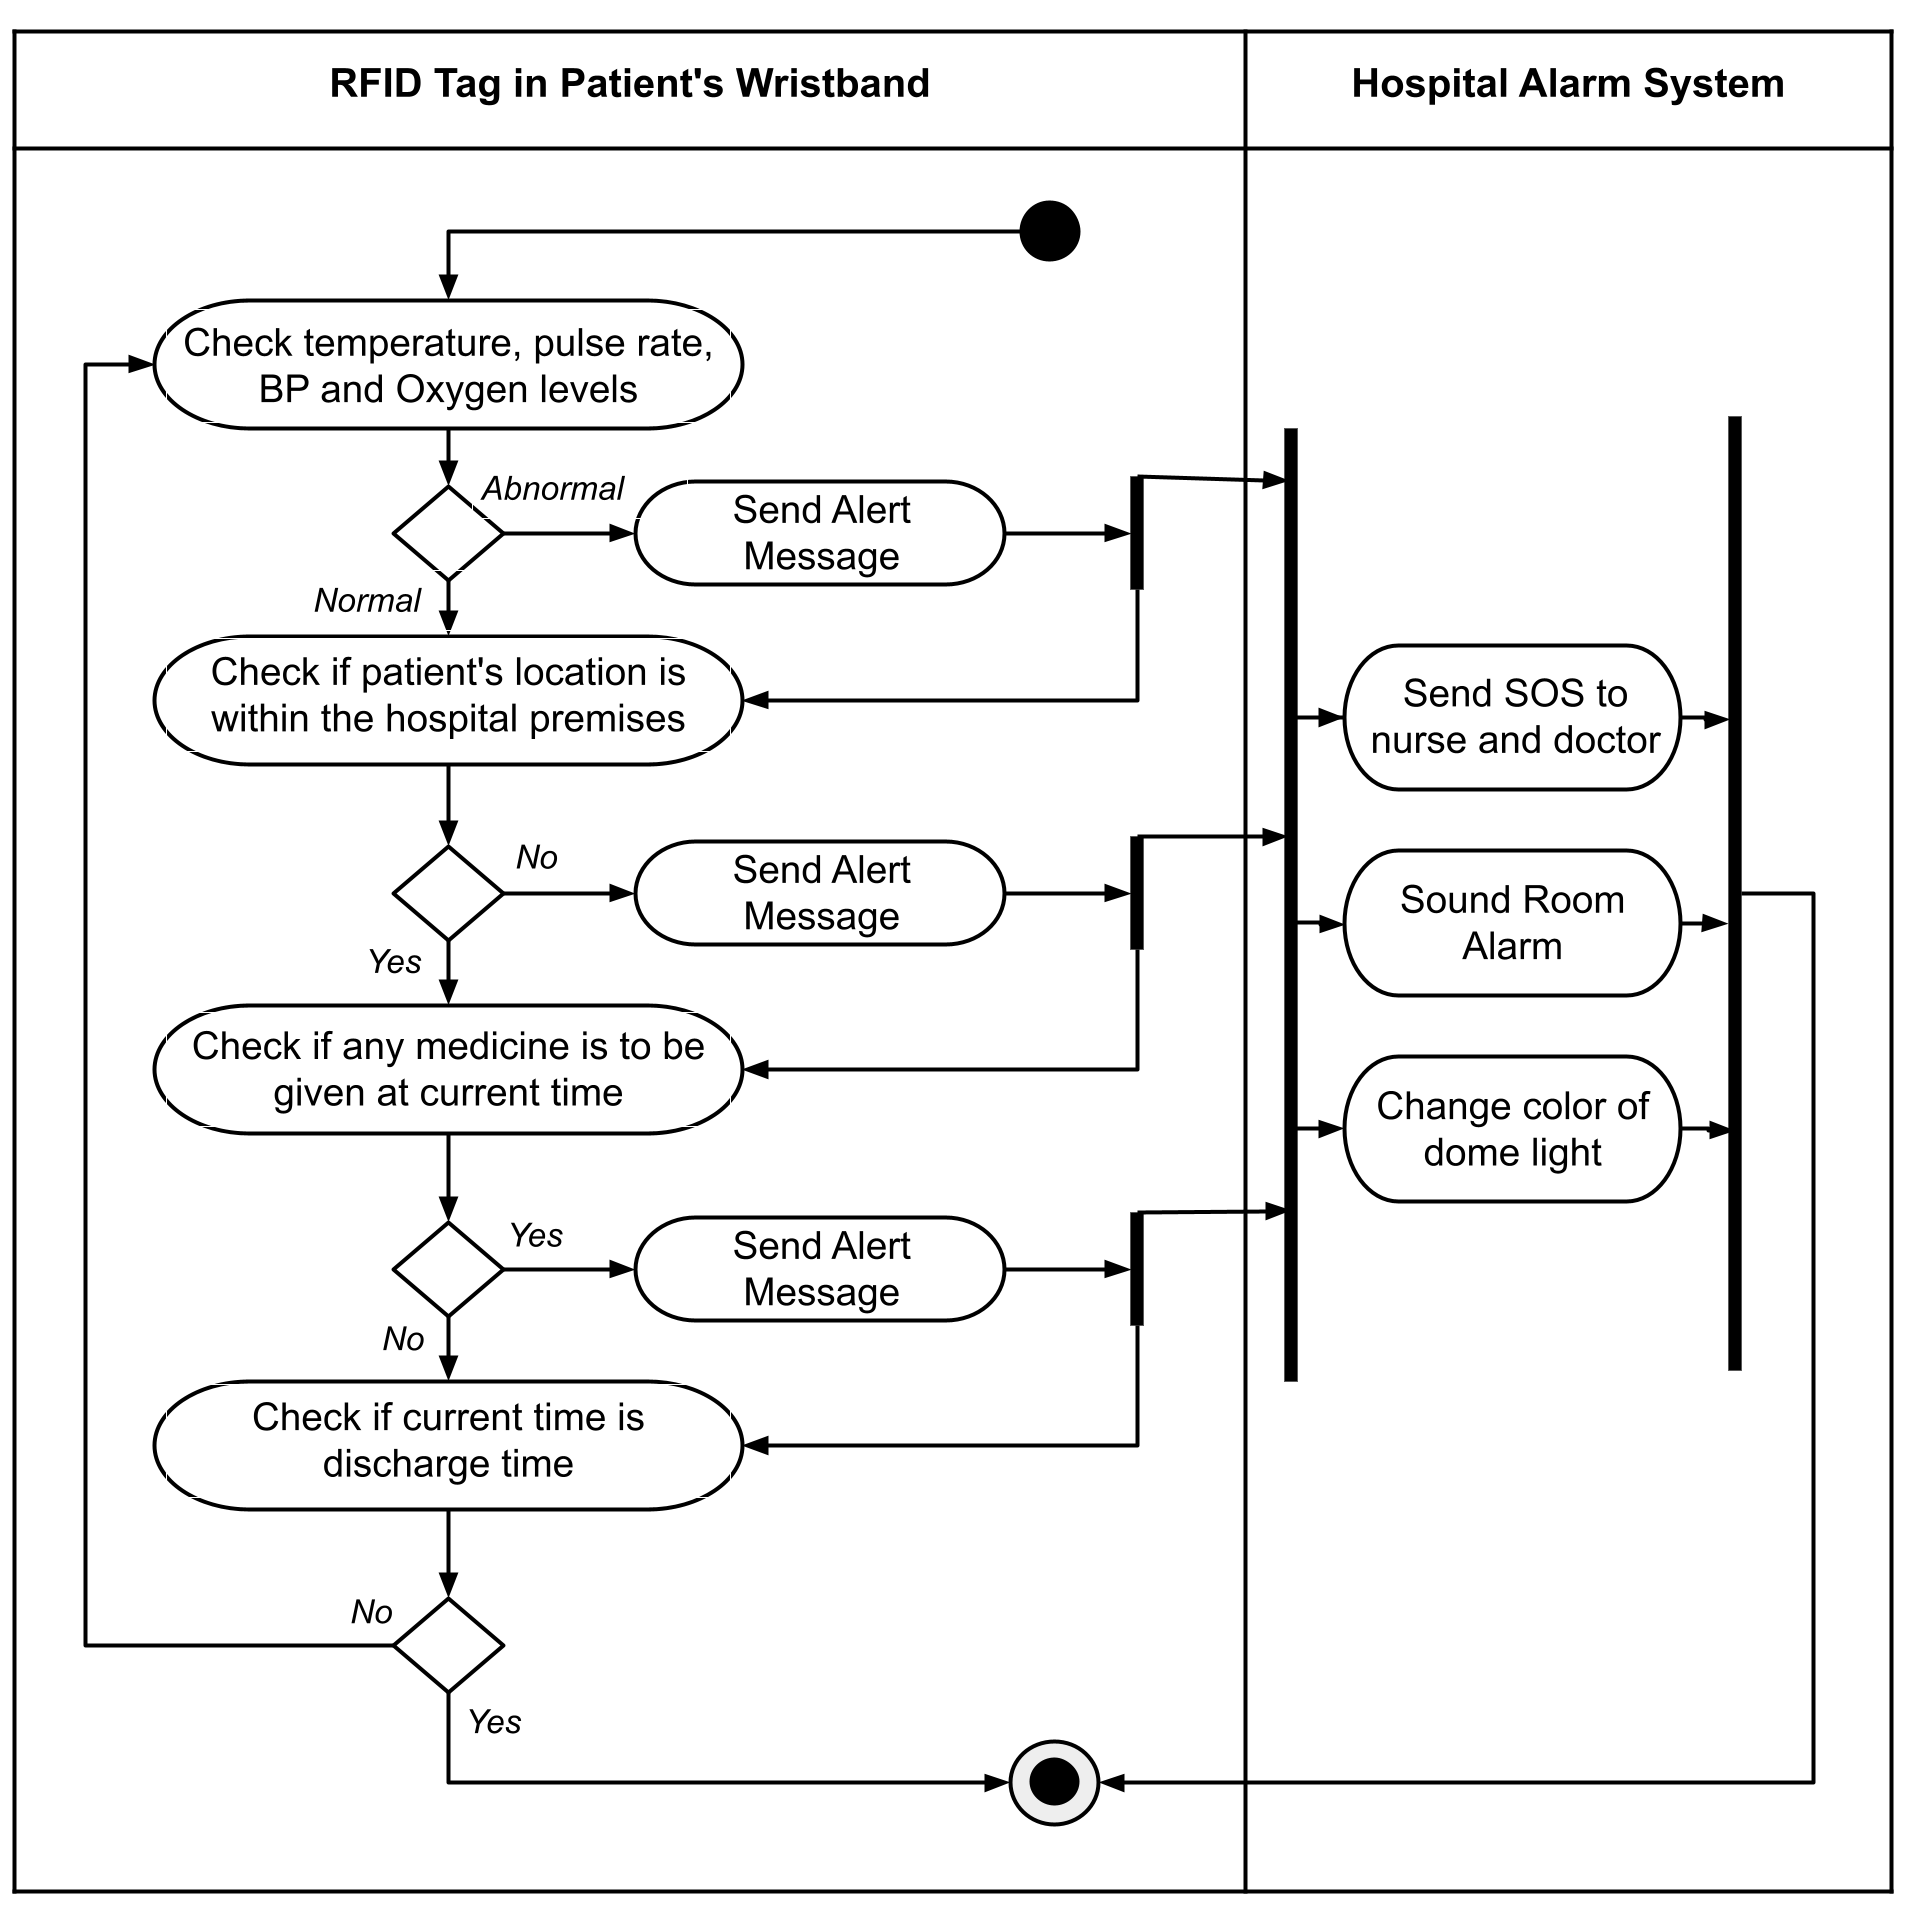 RFID Tag in Patient's Wristband
Hospital Alarm System
Check temperature, pulse rate,
BP and Oxygen levels
Abnormal
Send Alert
Message
Normal
Check if patient's location is
within the hospital premises
Send SOS to
nurse and doctor
No
Send Alert
Message
Sound Room
Alarm
Yes
Check if any medicine is to be
given at current time
Change color of
dome light
Yes
Send Alert
Message
No
Check if current time is
discharge time
No
Yes